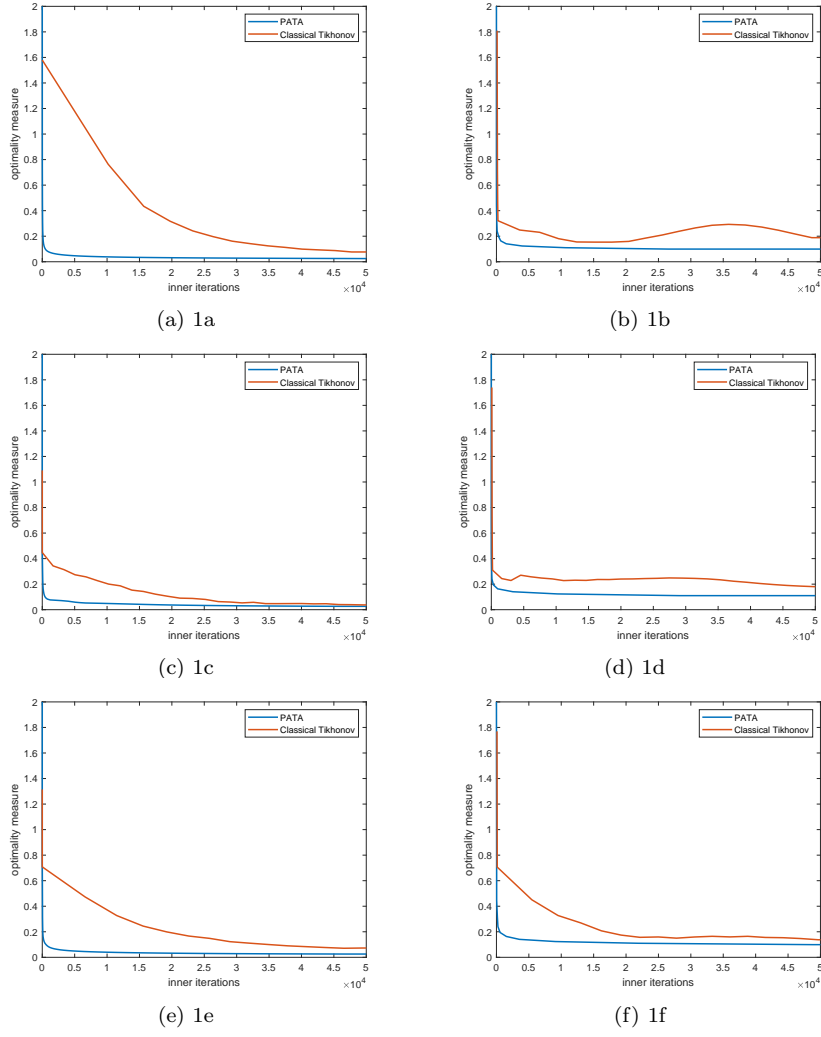 2
1.8
1.6
1.4
1.2
1
0.8
0.6
0.4
0.2
0
optimality measure
PATA
Classical Tikhonov
0 0.5 1 1.5 2 2.5 3 3.5 4 4.5 5
inner iterations
×10^4
(a) 1a
2
1.8
1.6
1.4
1.2
1
0.8
0.6
0.4
0.2
0
optimality measure
PATA
Classical Tikhonov
0 0.5 1 1.5 2 2.5 3 3.5 4 4.5 5
inner iterations
×10^4
(b) 1b
2
1.8
1.6
1.4
1.2
1
0.8
0.6
0.4
0.2
0
optimality measure
PATA
Classical Tikhonov
0 0.5 1 1.5 2 2.5 3 3.5 4 4.5 5
inner iterations
×10^4
(c) 1c
2
1.8
1.6
1.4
1.2
1
0.8
0.6
0.4
0.2
0
optimality measure
PATA
Classical Tikhonov
0 0.5 1 1.5 2 2.5 3 3.5 4 4.5 5
inner iterations
×10^4
(d) 1d
2
1.8
1.6
1.4
1.2
1
0.8
0.6
0.4
0.2
0
optimality measure
PATA
Classical Tikhonov
0 0.5 1 1.5 2 2.5 3 3.5 4 4.5 5
inner iterations
×10^4
(e) 1e
2
1.8
1.6
1.4
1.2
1
0.8
0.6
0.4
0.2
0
optimality measure
PATA
Classical Tikhonov
0 0.5 1 1.5 2 2.5 3 3.5 4 4.5 5
inner iterations
×10^4
(f) 1f